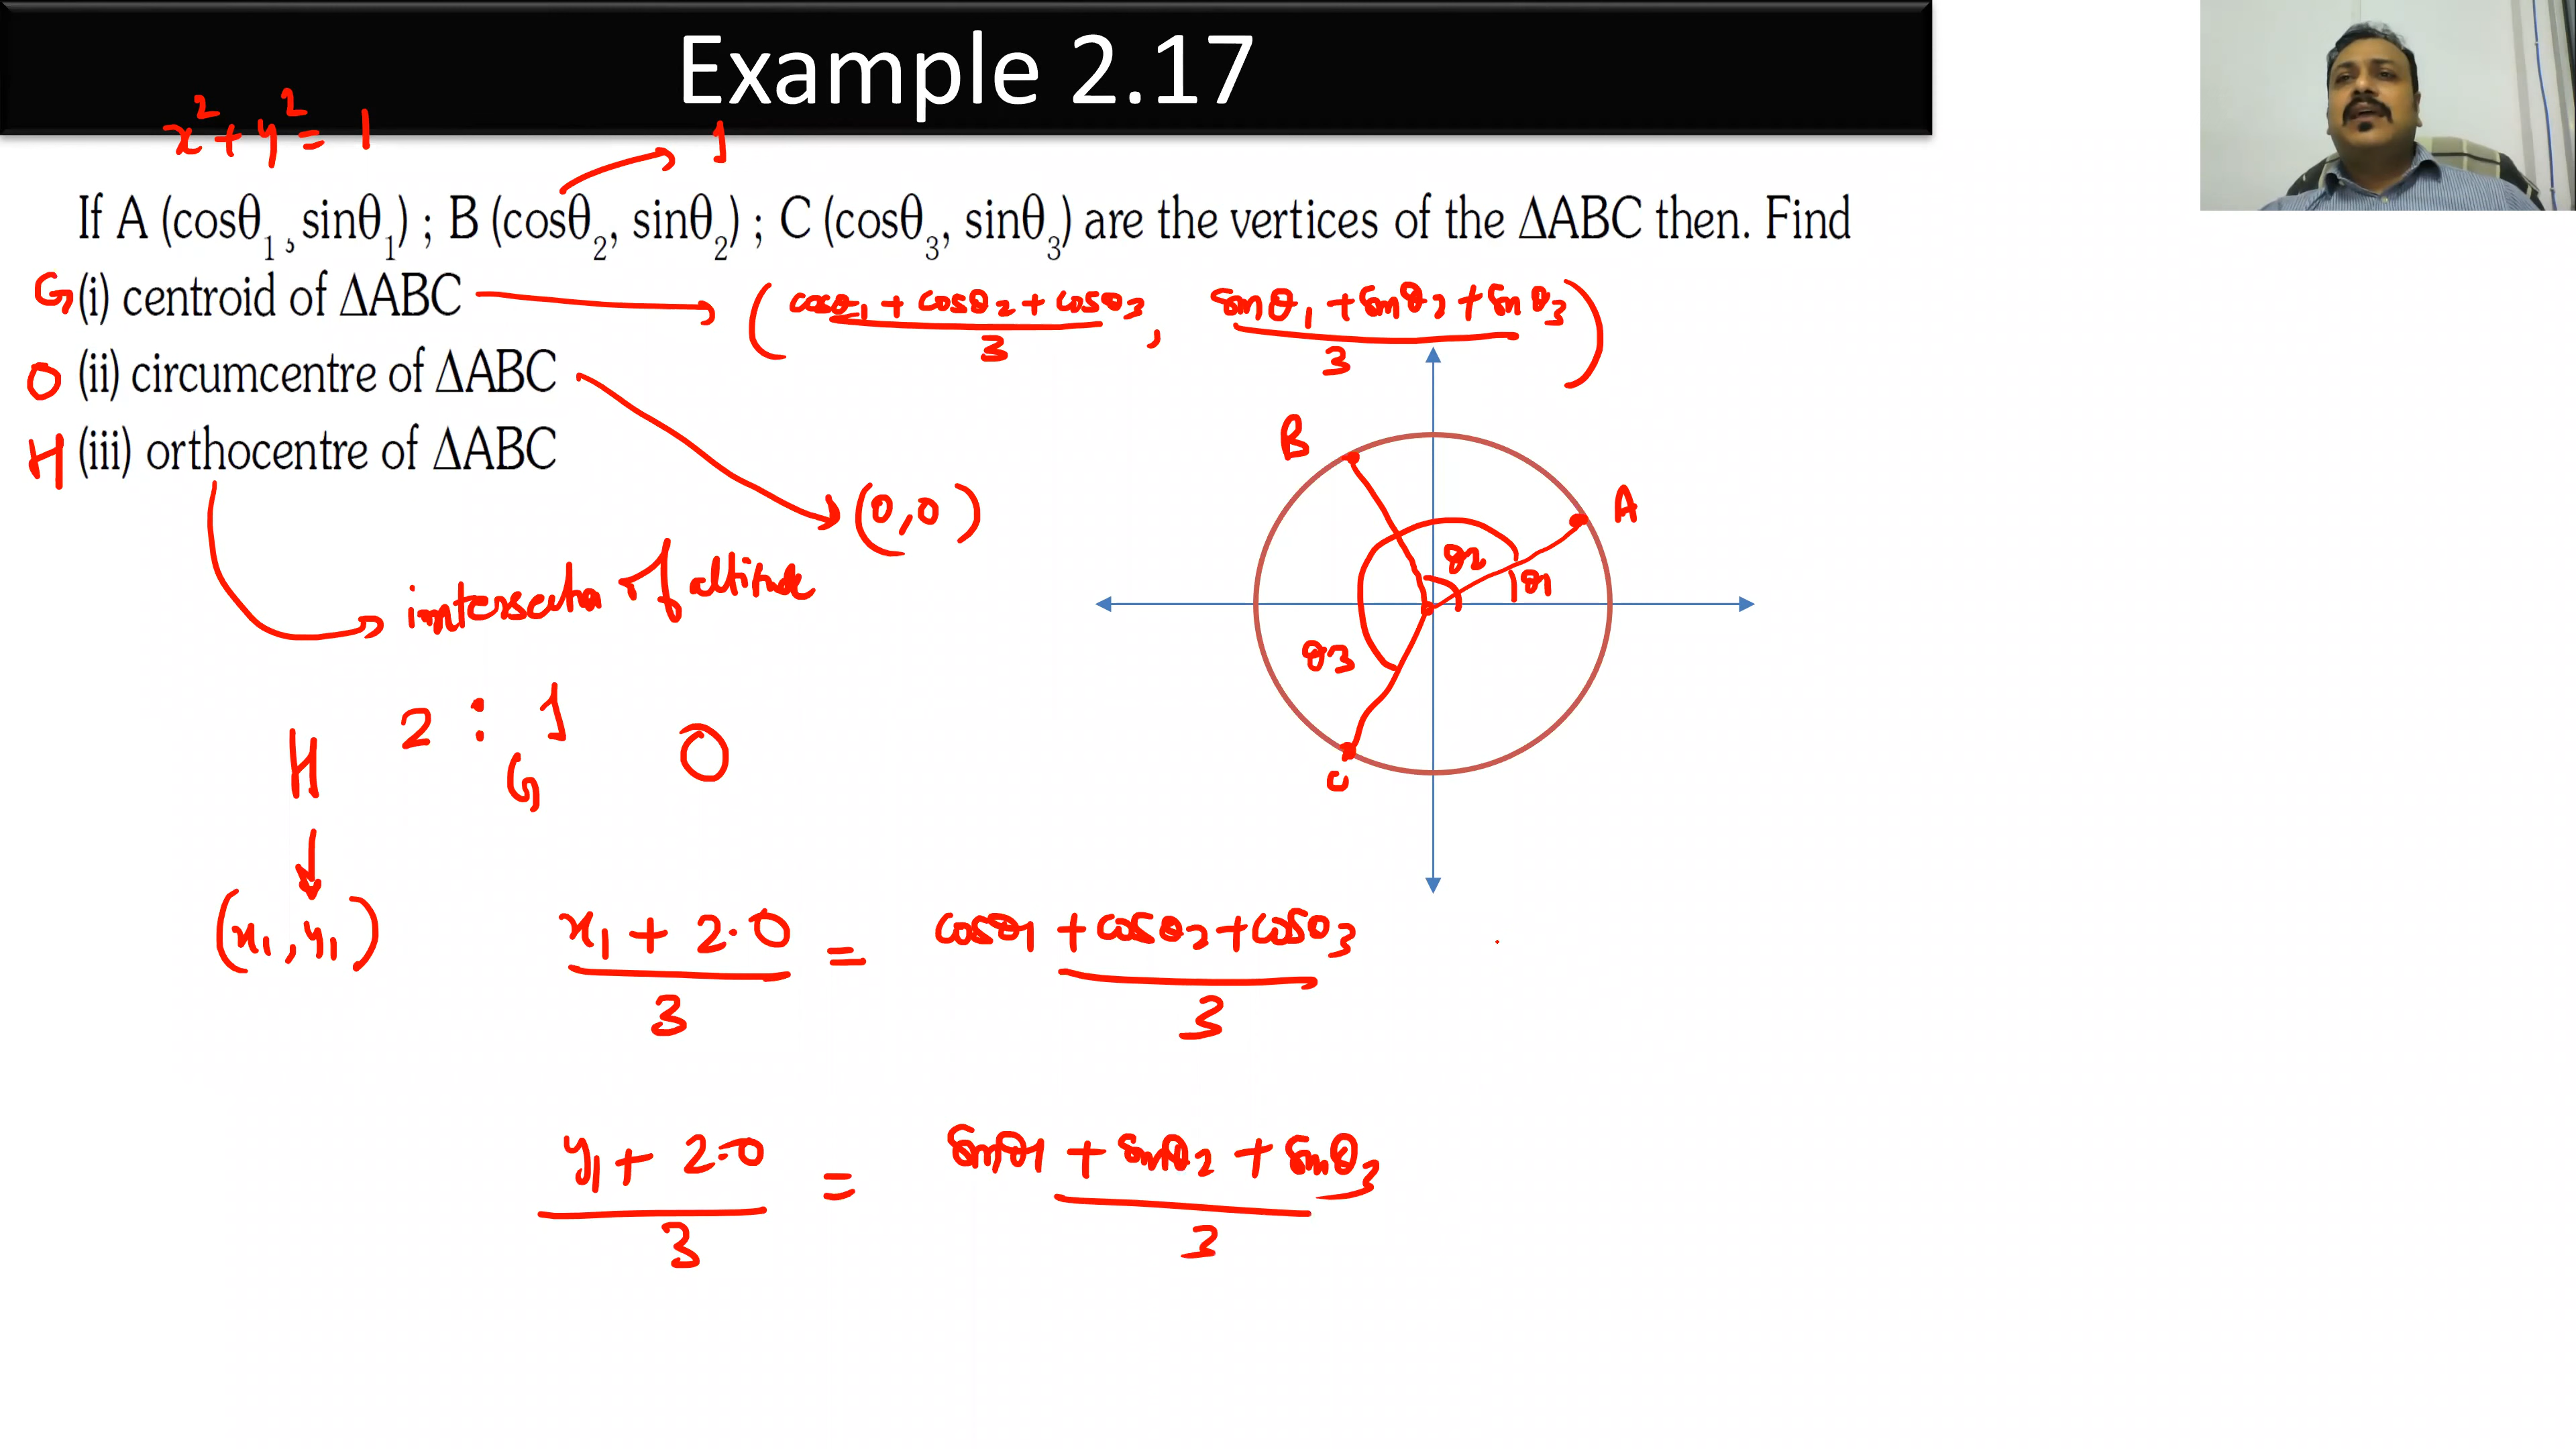 Example 2.17
x² + y² = 1
1
If A (cosθ₁, sinθ₁) ; B (cosθ₂, sinθ₂) ; C (cosθ₃, sinθ₃) are the vertices of the ΔABC then. Find
G (i) centroid of ΔABC
( cosθ₁ + cosθ₂ + cosθ₃ / 3 , sinθ₁ + sinθ₂ + sinθ₃ / 3 )
O (ii) circumcentre of ΔABC
H (iii) orthocentre of ΔABC
(0,0)
intersection of altitude
B
A
θ2
θ1
θ3
C
2 : 1
H G O
(x₁, y₁)
x₁ + 2·0 / 3 = cosθ1 + cosθ2 + cosθ3 / 3
y₁ + 2·0 / 3 = sinθ1 + sinθ2 + sinθ3 / 3